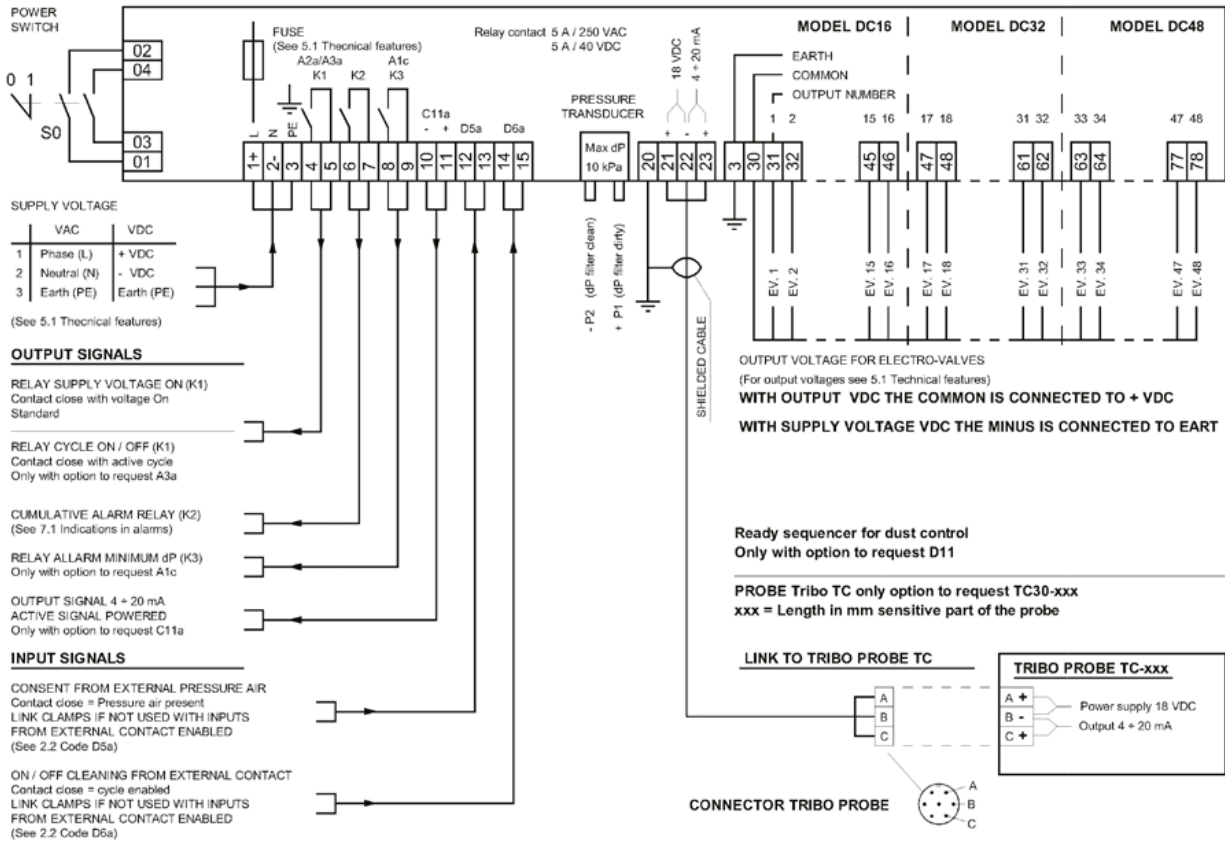 POWER
SWITCH
0 1
S0
02
04
03
01
FUSE
(See 5.1 Thecnical features)
A2a/A3a
K1 K2
A1c
K3
C11a
- + D5a D6a
L N PE
1+ 2- 3 4 5 6 7 8 9 10 11 12 13 14 15
Relay contact 5 A / 250 VAC
5 A / 40 VDC
PRESSURE
TRANSDUCER
Max dP
10 kPa
- P2 (dP filter clean)
+ P1 (dP filter dirty)
18 VDC
4 ÷ 20 mA
+ - +
20 21 22 23
SHIELDED CABLE
MODEL DC16 MODEL DC32 MODEL DC48
EARTH
COMMON
OUTPUT NUMBER
1 2 15 16 17 18 31 32 33 34 47 48
3 30 31 32 45 46 47 48 61 62 63 64 77 78
EV. 1 EV. 2 EV. 15 EV. 16 EV. 17 EV. 18 EV. 31 EV. 32 EV. 33 EV. 34 EV. 47 EV. 48
OUTPUT VOLTAGE FOR ELECTRO-VALVES
(For output voltages see 5.1 Technical features)
WITH OUTPUT VDC THE COMMON IS CONNECTED TO + VDC
WITH SUPPLY VOLTAGE VDC THE MINUS IS CONNECTED TO EART
SUPPLY VOLTAGE
VAC VDC
1 Phase (L) + VDC
2 Neutral (N) - VDC
3 Earth (PE) Earth (PE)
(See 5.1 Thecnical features)
OUTPUT SIGNALS
RELAY SUPPLY VOLTAGE ON (K1)
Contact close with voltage On
Standard
RELAY CYCLE ON / OFF (K1)
Contact close with active cycle
Only with option to request A3a
CUMULATIVE ALARM RELAY (K2)
(See 7.1 Indications in alarms)
RELAY ALLARM MINIMUM dP (K3)
Only with option to request A1c
OUTPUT SIGNAL 4 ÷ 20 mA
ACTIVE SIGNAL POWERED
Only with option to request C11a
INPUT SIGNALS
CONSENT FROM EXTERNAL PRESSURE AIR
Contact close = Pressure air present
LINK CLAMPS IF NOT USED WITH INPUTS
FROM EXTERNAL CONTACT ENABLED
(See 2.2 Code D5a)
ON / OFF CLEANING FROM EXTERNAL CONTACT
Contact close = cycle enabled
LINK CLAMPS IF NOT USED WITH INPUTS
FROM EXTERNAL CONTACT ENABLED
(See 2.2 Code D6a)
Ready sequencer for dust control
Only with option to request D11
PROBE Tribo TC only option to request TC30-xxx
xxx = Length in mm sensitive part of the probe
LINK TO TRIBO PROBE TC
A
B
C
TRIBO PROBE TC-xxx
A +
B -
C +
Power supply 18 VDC
Output 4 ÷ 20 mA
CONNECTOR TRIBO PROBE
A
B
C